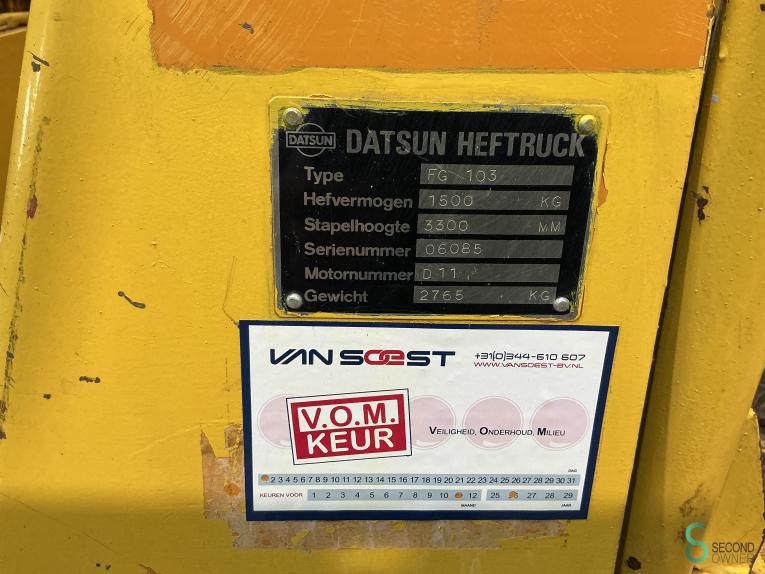 DATSUN DATSUN HEFTRUCK
Type FG 103
Hefvermogen 1500 KG
Stapelhoogte 3300 MM
Serienummer 06085
Motornummer D 11
Gewicht 2765 KG
VAN SOEST +31(0)344-610 607
WWW.VANSOEST-BV.NL
V.O.M.
KEUR
VEILIGHEID, ONDERHOUD, MILIEU
DAG
2 3 4 5 6 7 8 9 10 11 12 13 14 15 16 17 18 19 20 21 22 23 24 25 26 27 28 29 30 31
KEUREN VOOR 1 2 3 4 5 6 7 8 9 10 12 25 27 28 29
MAAND JAAR
SECOND
OWNER